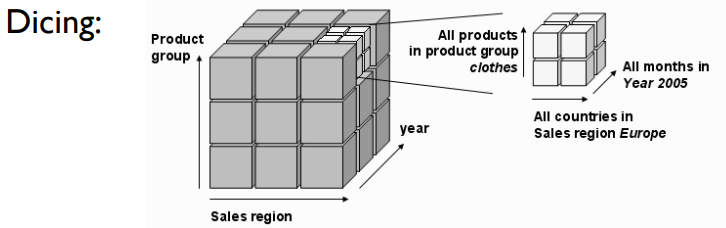 Dicing:
Product
group
year
Sales region
All products
in product group
clothes
All months in
Year 2005
All countries in
Sales region Europe